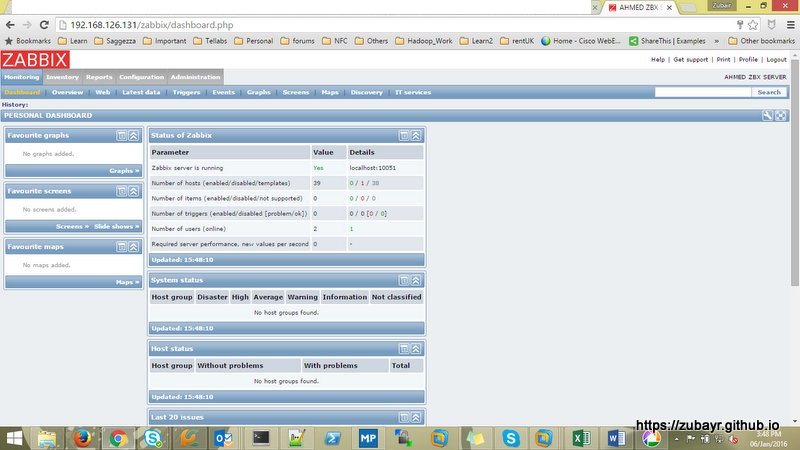 Zubair
AHMED ZBX
192.168.126.131/zabbix/dashboard.php
Bookmarks Learn Saggezza Important Tellabs Personal forums NFC Others Hadoop_Work Learn2 rentUK Home - Cisco WebE... ShareThis | Examples » Other bookmarks
ZABBIX
Help | Get support | Print | Profile | Logout
Monitoring Inventory Reports Configuration Administration
AHMED ZBX SERVER
Dashboard | Overview | Web | Latest data | Triggers | Events | Graphs | Screens | Maps | Discovery | IT services
Search
History:
PERSONAL DASHBOARD
Favourite graphs
No graphs added.
Graphs »
Favourite screens
No screens added.
Screens » Slide shows »
Favourite maps
No maps added.
Maps »
Status of Zabbix
Parameter Value Details
Zabbix server is running Yes localhost:10051
Number of hosts (enabled/disabled/templates) 39 0 / 1 / 38
Number of items (enabled/disabled/not supported) 0 0 / 0 / 0
Number of triggers (enabled/disabled [problem/ok]) 0 0 / 0 [0 / 0]
Number of users (online) 2 1
Required server performance, new values per second 0 -
Updated: 15:48:10
System status
Host group Disaster High Average Warning Information Not classified
No host groups found.
Updated: 15:48:10
Host status
Host group Without problems With problems Total
No host groups found.
Updated: 15:48:10
Last 20 issues
https://zubayr.github.io
MP
3:48 PM
06/Jan/2016